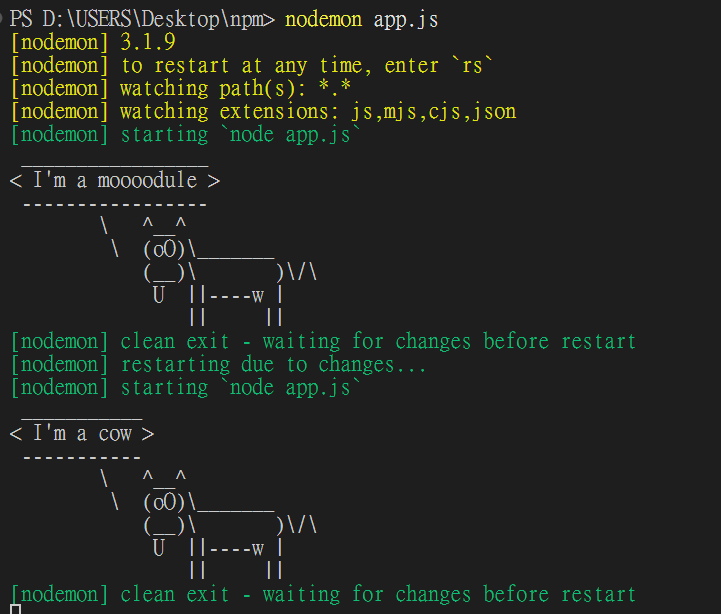 PS D:\USERS\Desktop\npm> nodemon app.js
[nodemon] 3.1.9
[nodemon] to restart at any time, enter `rs`
[nodemon] watching path(s): *.*
[nodemon] watching extensions: js,mjs,cjs,json
[nodemon] starting `node app.js`
 _________________
< I'm a moooodule >
 -----------------
        \   ^__^
         \  (oO)\_______
            (__)\       )\/\
             U  ||----w |
                ||     ||
[nodemon] clean exit - waiting for changes before restart
[nodemon] restarting due to changes...
[nodemon] starting `node app.js`
 ___________
< I'm a cow >
 -----------
        \   ^__^
         \  (oO)\_______
            (__)\       )\/\
             U  ||----w |
                ||     ||
[nodemon] clean exit - waiting for changes before restart